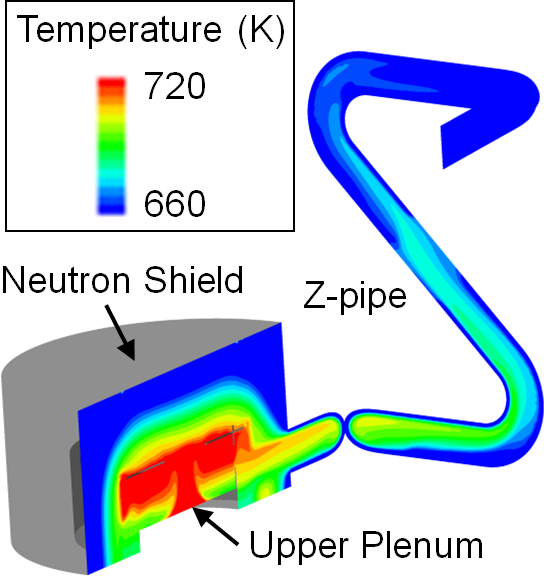 Temperature (K)
720
660
Neutron Shield
Z-pipe
Upper Plenum